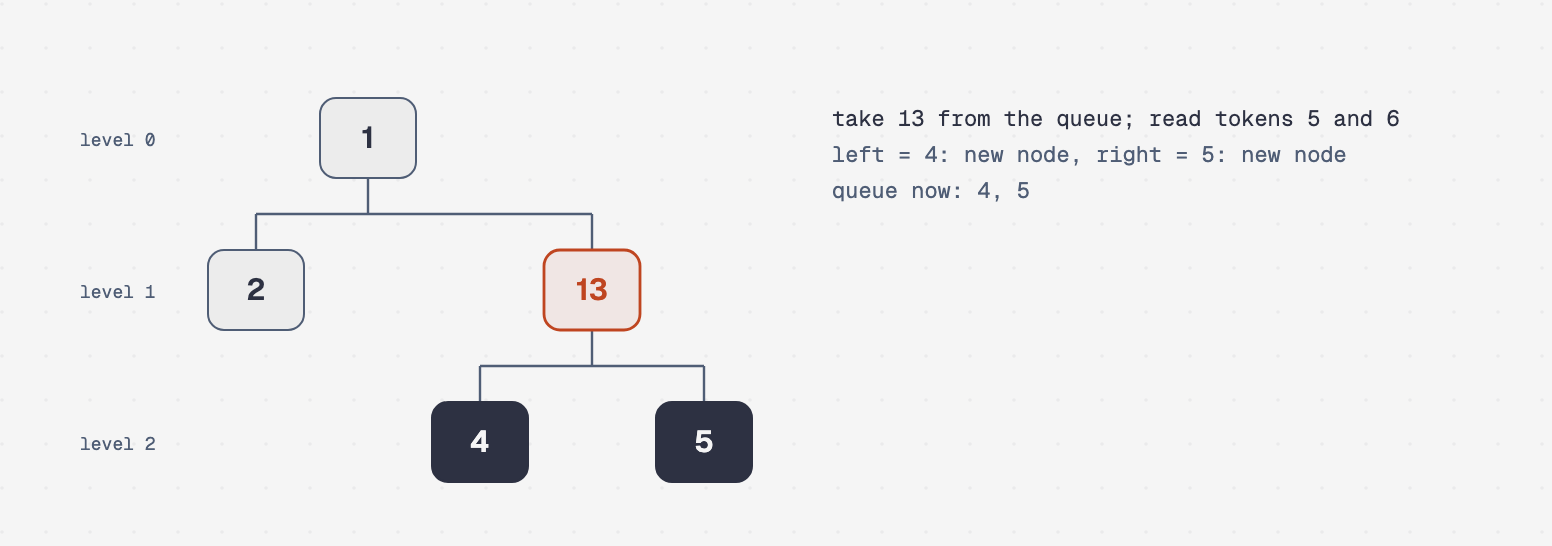 level 0
1
level 1
2
13
level 2
4
5
take 13 from the queue; read tokens 5 and 6
left = 4: new node, right = 5: new node
queue now: 4, 5